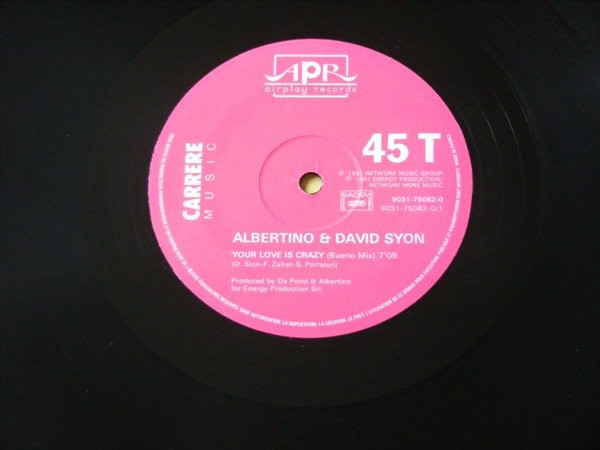 APR
airplay records
CARRERE
MUSIC
45 T
℗ 1991 NETWORK MUSIC GROUP
© 1991 ENERGY PRODUCTION/
NETWORK MORE MUSIC
SACEM
9031-75082-0
9031-75082-0/1
ALBERTINO & DAVID SYON
YOUR LOVE IS CRAZY (Bueno Mix) 7'09
(D. Sion-F. Zafret-S. Portaluri)
Produced by De Point & Albertino
for Energy Production Srl.